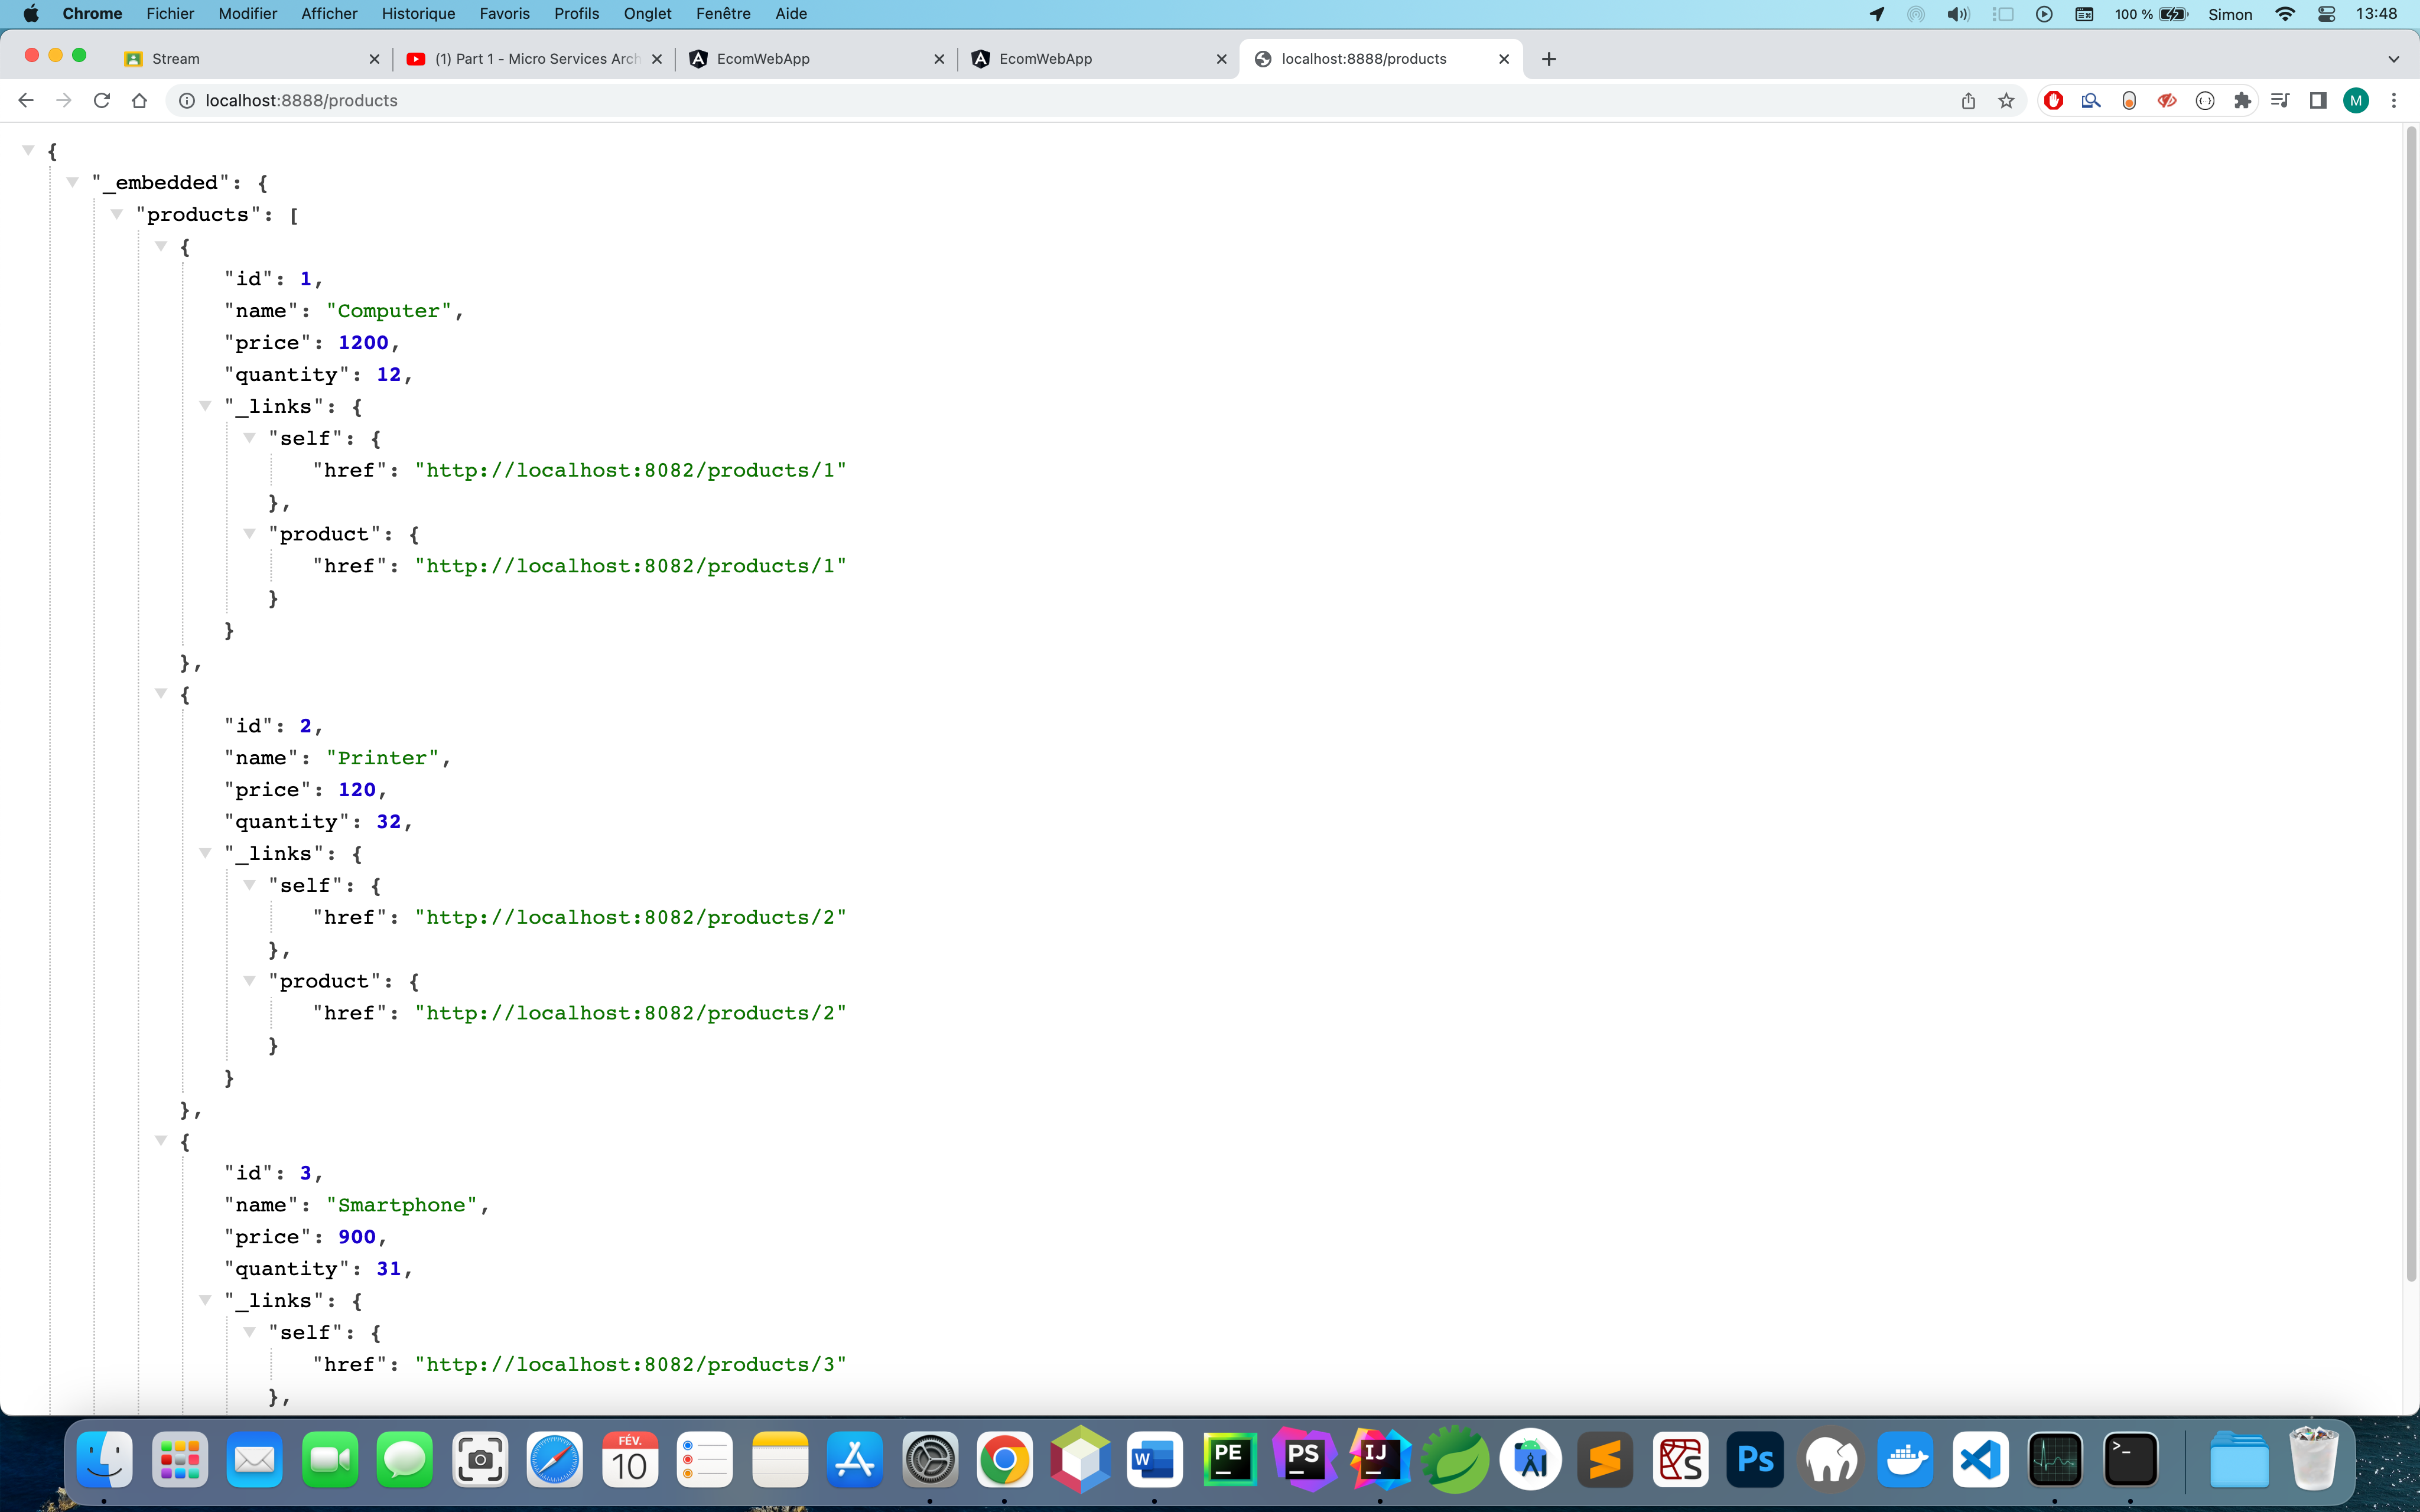 Chrome Fichier Modifier Afficher Historique Favoris Profils Onglet Fenêtre Aide 100 % Simon 13:48
Stream (1) Part 1 - Micro Services Arch EcomWebApp EcomWebApp localhost:8888/products
localhost:8888/products M
{
"_embedded": {
"products": [
{
"id": 1,
"name": "Computer",
"price": 1200,
"quantity": 12,
"_links": {
"self": {
"href": "http://localhost:8082/products/1"
},
"product": {
"href": "http://localhost:8082/products/1"
}
}
},
{
"id": 2,
"name": "Printer",
"price": 120,
"quantity": 32,
"_links": {
"self": {
"href": "http://localhost:8082/products/2"
},
"product": {
"href": "http://localhost:8082/products/2"
}
}
},
{
"id": 3,
"name": "Smartphone",
"price": 900,
"quantity": 31,
"_links": {
"self": {
"href": "http://localhost:8082/products/3"
},
FÉV.
10
W
PE
PS
IJ
Ps
>_